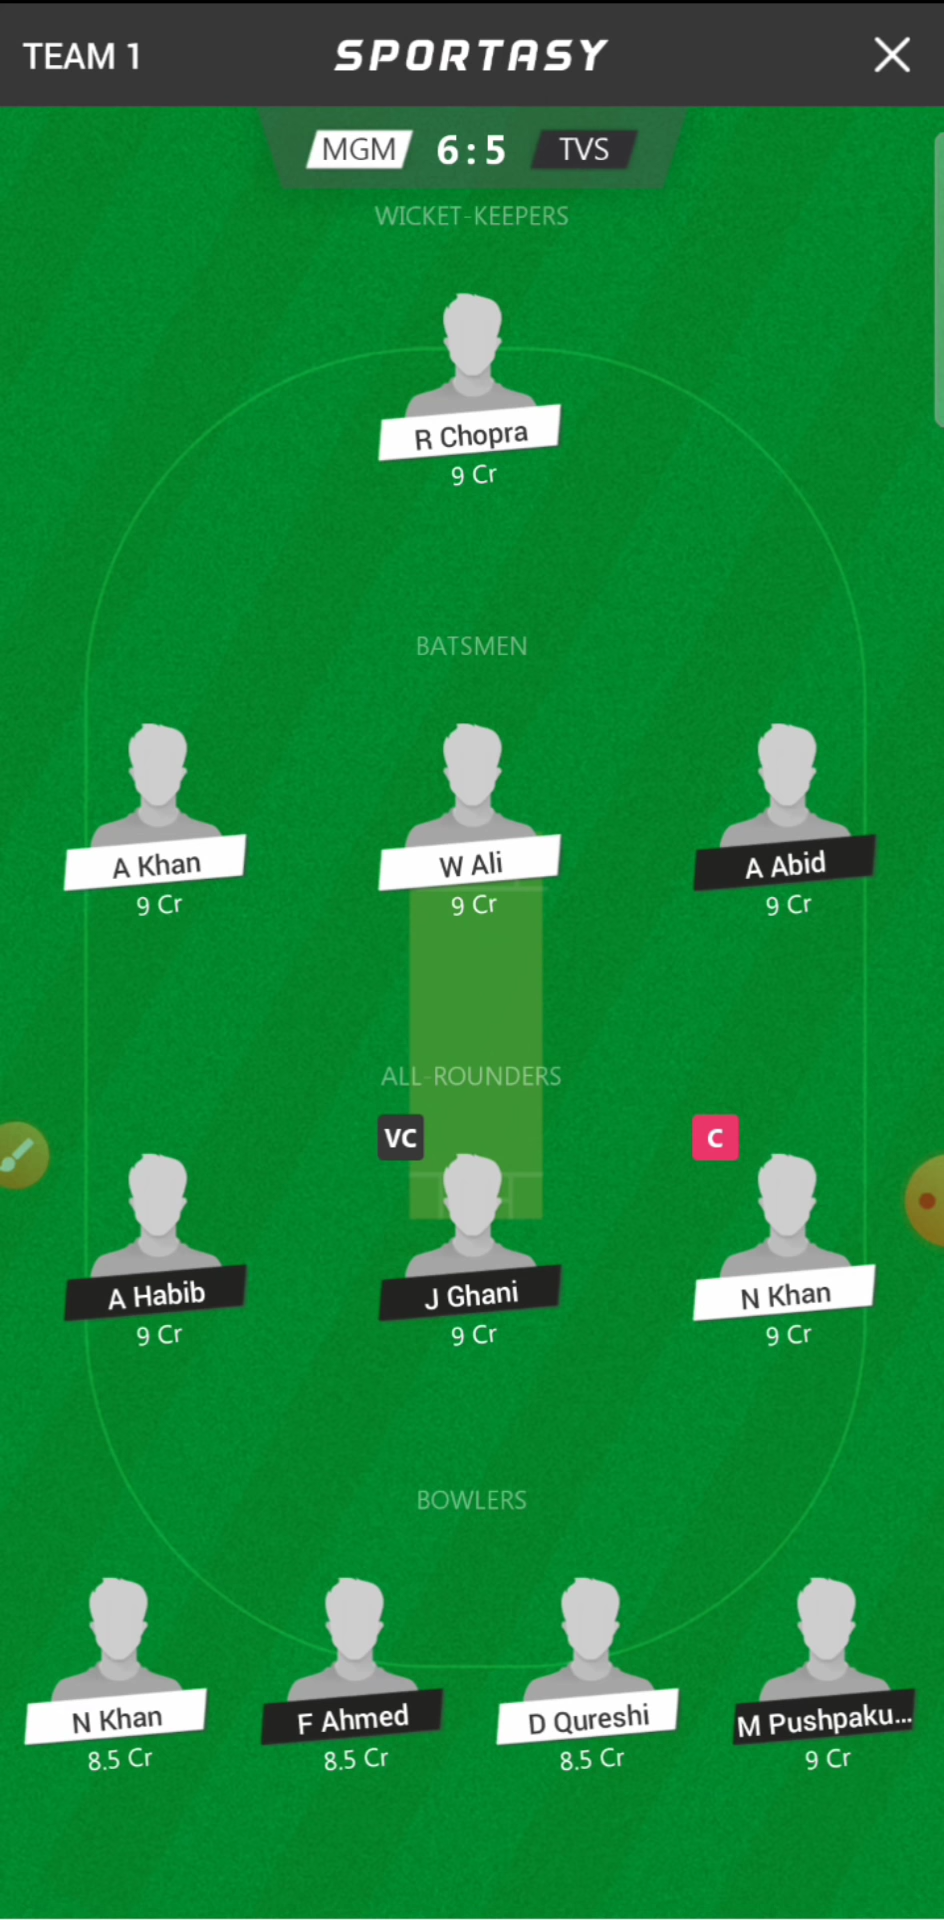 TEAM 1 SPORTASY
MGM 6:5 TVS
WICKET-KEEPERS
R Chopra
9 Cr
BATSMEN
A Khan W Ali A Abid
9 Cr 9 Cr 9 Cr
ALL-ROUNDERS
VC C
A Habib J Ghani N Khan
9 Cr 9 Cr 9 Cr
BOWLERS
N Khan F Ahmed D Qureshi M Pushpaku...
8.5 Cr 8.5 Cr 8.5 Cr 9 Cr